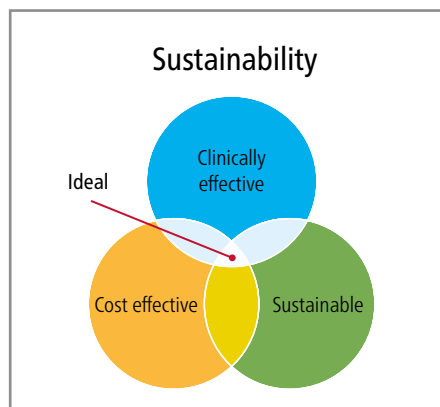 Sustainability
Clinically
effective
Ideal
Cost effective
Sustainable